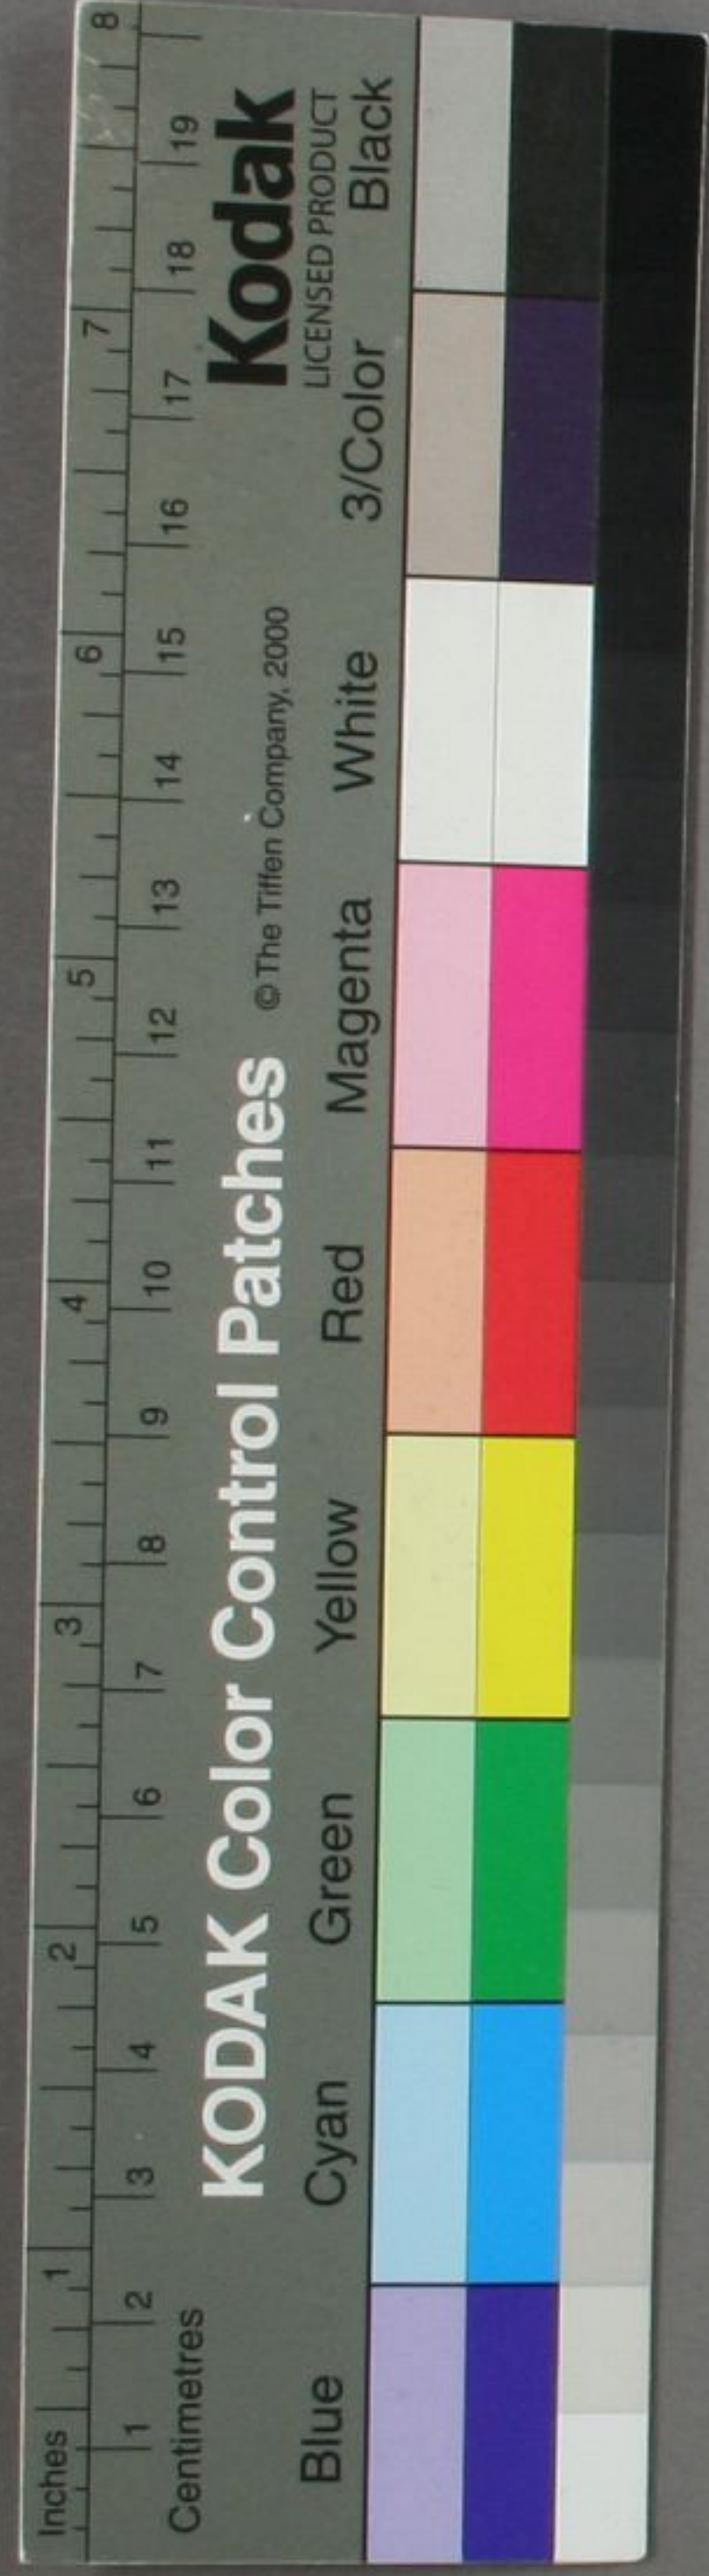 Inches 1 2 3 4 5 6 7 8
1 2 3 4 5 6 7 8 9 10 11 12 13 14 15 16 17 18 19
Centimetres
KODAK Color Control Patches © The Tiffen Company, 2000 Kodak
LICENSED PRODUCT
Blue Cyan Green Yellow Red Magenta White 3/Color Black